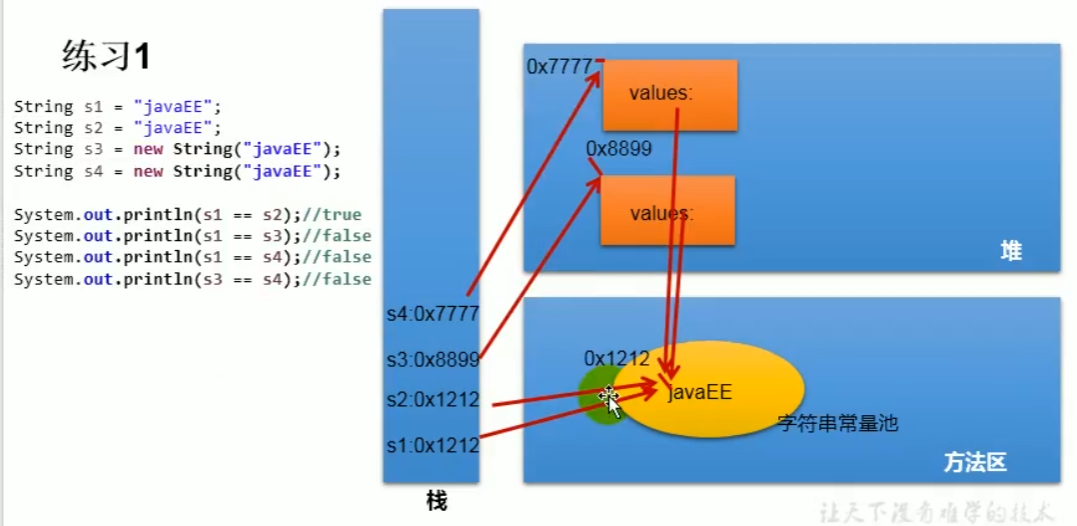 练习1
String s1 = "javaEE";
String s2 = "javaEE";
String s3 = new String("javaEE");
String s4 = new String("javaEE");
System.out.println(s1 == s2);//true
System.out.println(s1 == s3);//false
System.out.println(s1 == s4);//false
System.out.println(s3 == s4);//false
s4:0x7777
s3:0x8899
s2:0x1212
s1:0x1212
栈
0x7777
values:
0x8899
values:
堆
0x1212
javaEE
字符串常量池
方法区
让天下没有难学的技术